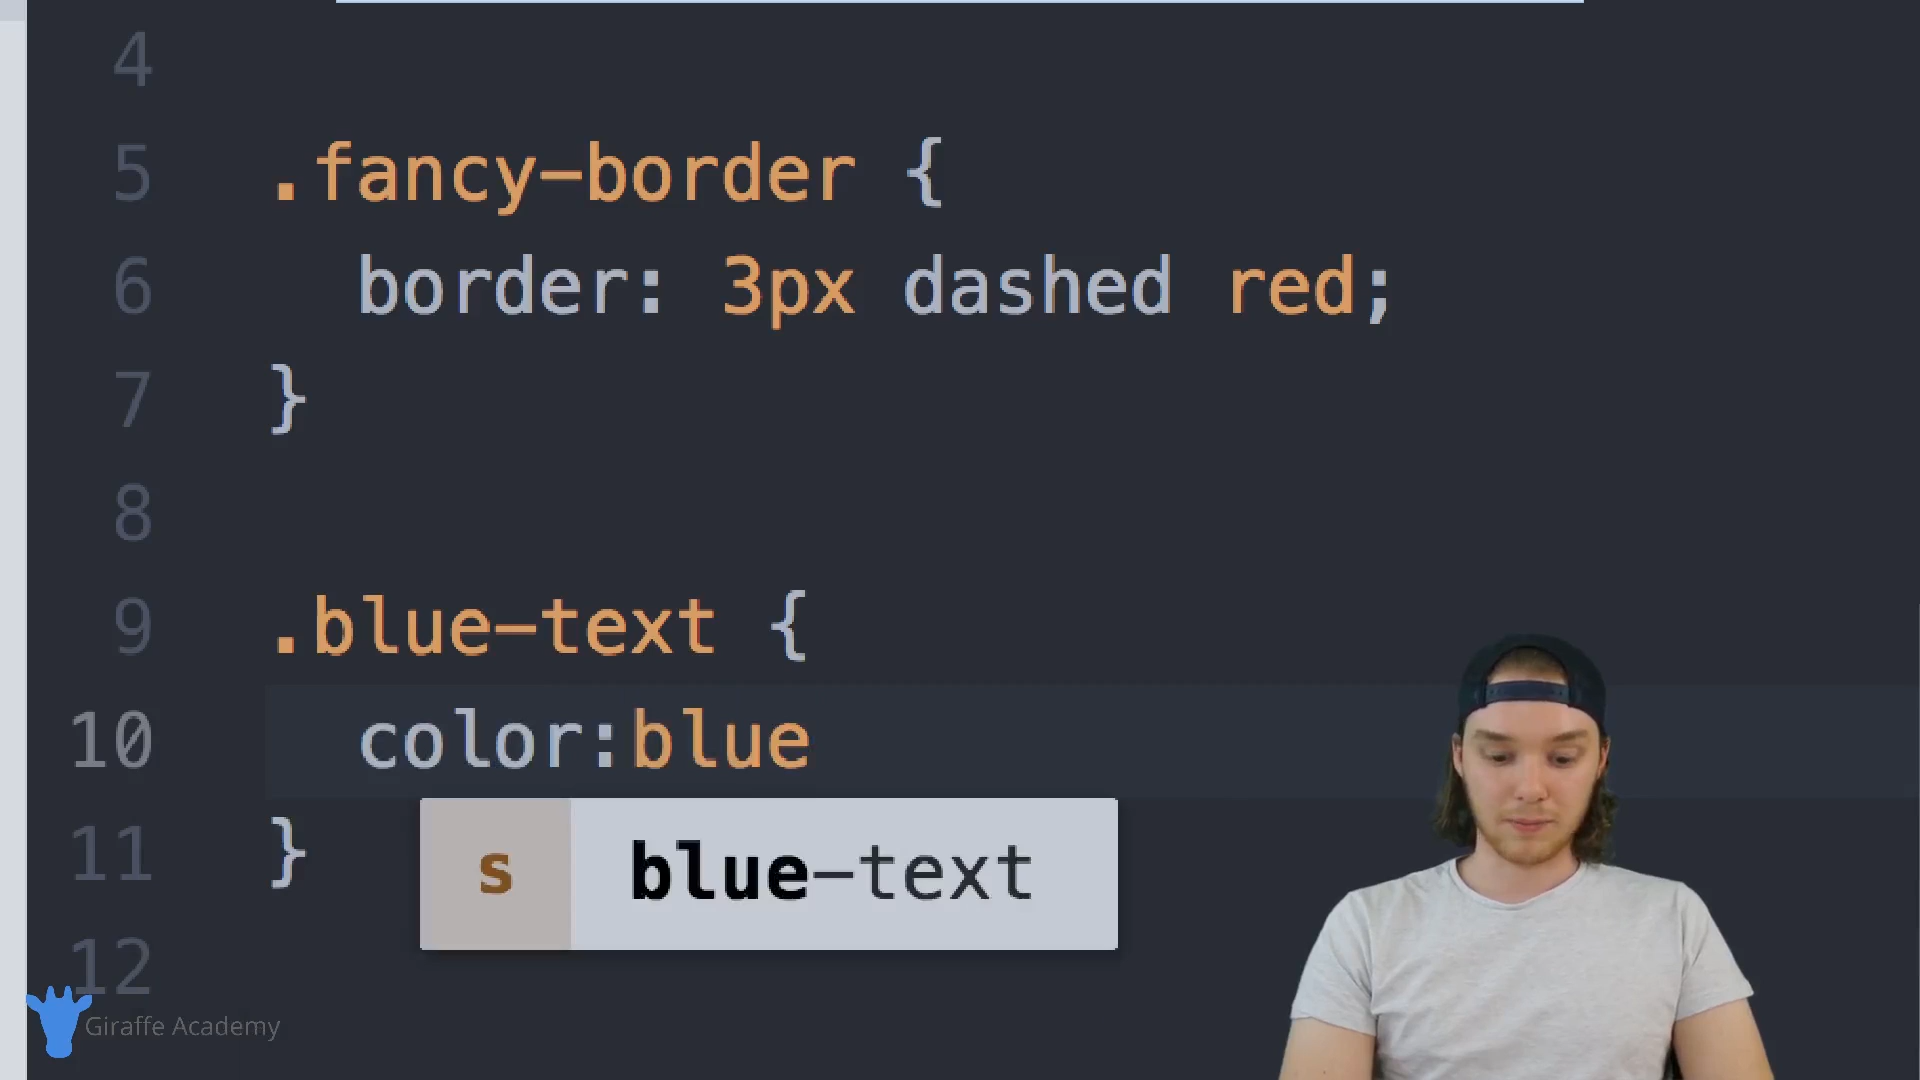 4
5 .fancy-border {
6 border: 3px dashed red;
7 }
8
9 .blue-text {
10 color:blue
11 }
s blue-text
12
Giraffe Academy